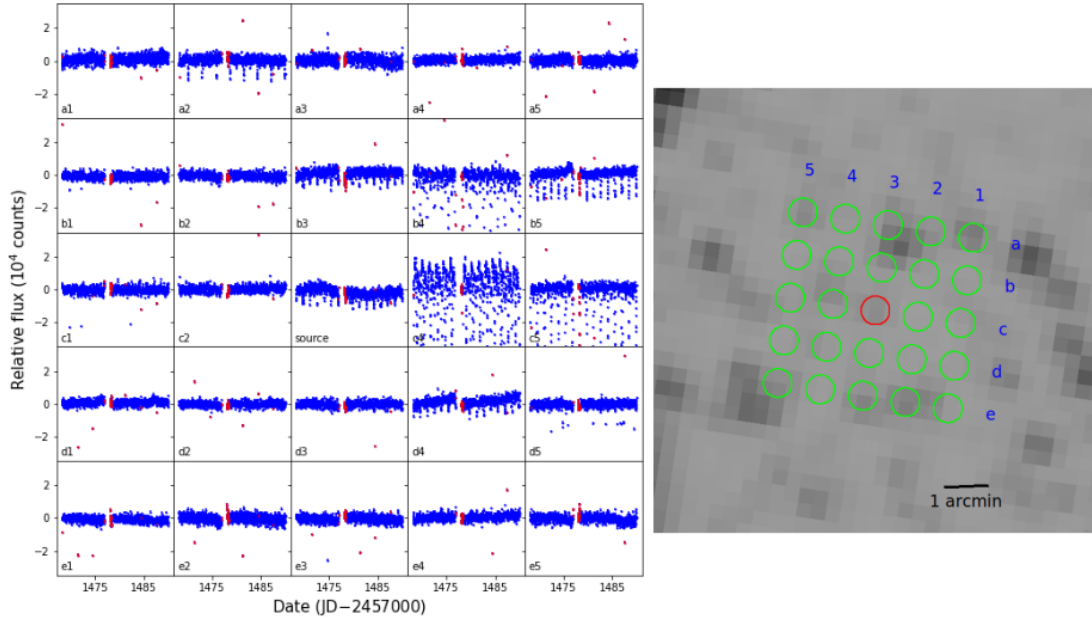 2
0
−2
a1
a2
a3
a4
a5
2
0
−2
b1
b2
b3
b4
b5
2
0
−2
c1
c2
source
c5
2
0
−2
d1
d2
d3
d4
d5
2
0
−2
e1
e2
e3
e4
e5
1475 1485 1475 1485 1475 1485 1475 1485 1475 1485
Relative flux (10⁴ counts)
Date (JD−2457000)
5 4 3 2 1
a
b
c
d
e
1 arcmin